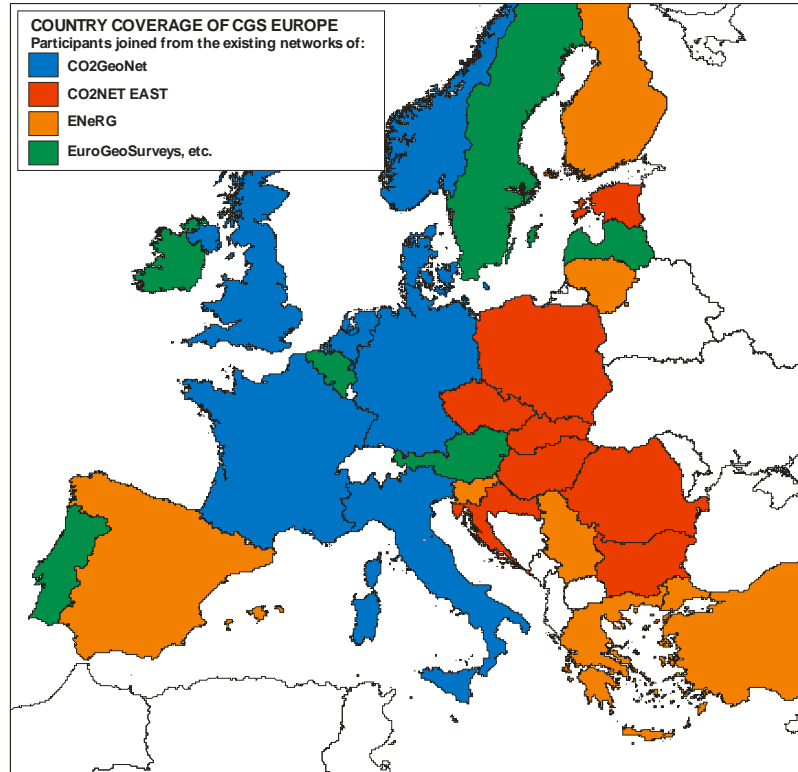 COUNTRY COVERAGE OF CGS EUROPE
Participants joined from the existing networks of:
CO2GeoNet
CO2NET EAST
ENeRG
EuroGeoSurveys, etc.